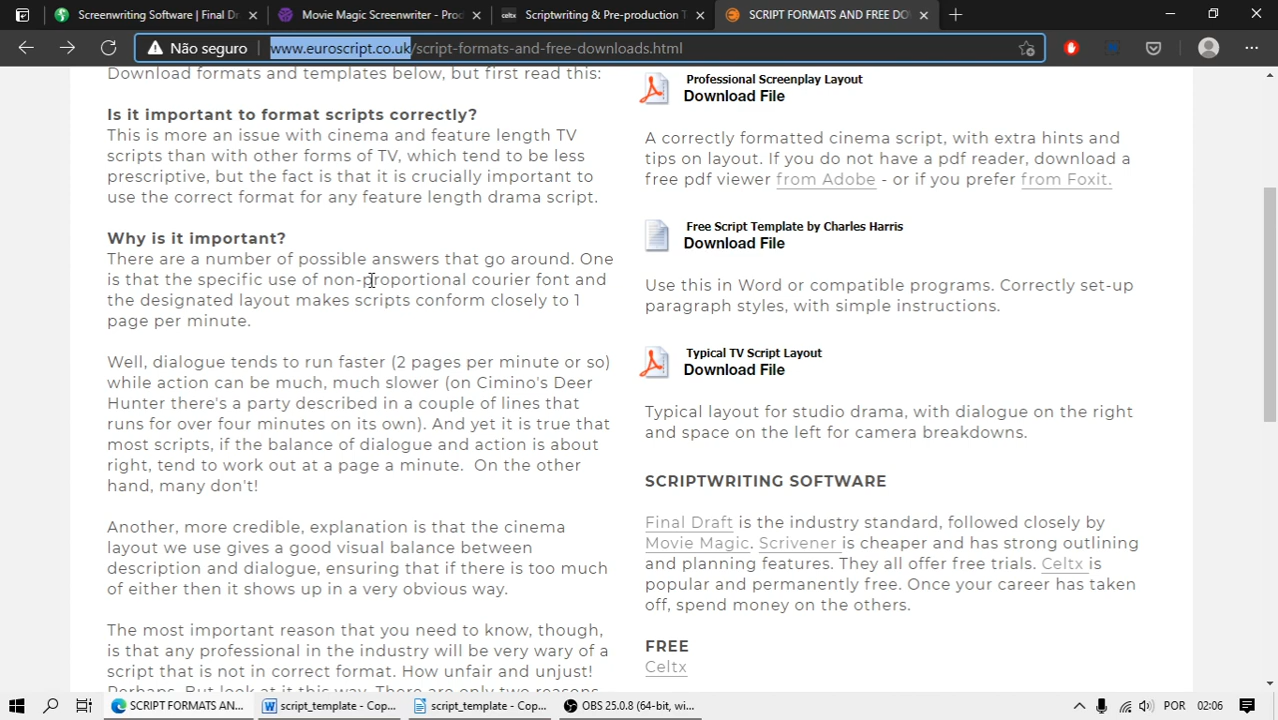 Screenwriting Software | Final D
Movie Magic Screenwriter - Proc
celtx
Scriptwriting & Pre-production T
SCRIPT FORMATS AND FREE DO
Não seguro
www.euroscript.co.uk/script-formats-and-free-downloads.html
Download formats and templates below, but first read this:
Is it important to format scripts correctly?
This is more an issue with cinema and feature length TV
scripts than with other forms of TV, which tend to be less
prescriptive, but the fact is that it is crucially important to
use the correct format for any feature length drama script.
Why is it important?
There are a number of possible answers that go around. One
is that the specific use of non-proportional courier font and
the designated layout makes scripts conform closely to 1
page per minute.
Well, dialogue tends to run faster (2 pages per minute or so)
while action can be much, much slower (on Cimino's Deer
Hunter there's a party described in a couple of lines that
runs for over four minutes on its own). And yet it is true that
most scripts, if the balance of dialogue and action is about
right, tend to work out at a page a minute.  On the other
hand, many don't!
Another, more credible, explanation is that the cinema
layout we use gives a good visual balance between
description and dialogue, ensuring that if there is too much
of either then it shows up in a very obvious way.
The most important reason that you need to know, though,
is that any professional in the industry will be very wary of a
script that is not in correct format. How unfair and unjust!
Perhaps. But look at it this way. There are only two reasons
Professional Screenplay Layout
Download File
A correctly formatted cinema script, with extra hints and
tips on layout. If you do not have a pdf reader, download a
free pdf viewer from Adobe - or if you prefer from Foxit.
Free Script Template by Charles Harris
Download File
Use this in Word or compatible programs. Correctly set-up
paragraph styles, with simple instructions.
Typical TV Script Layout
Download File
Typical layout for studio drama, with dialogue on the right
and space on the left for camera breakdowns.
SCRIPTWRITING SOFTWARE
Final Draft is the industry standard, followed closely by
Movie Magic. Scrivener is cheaper and has strong outlining
and planning features. They all offer free trials. Celtx is
popular and permanently free. Once your career has taken
off, spend money on the others.
FREE
Celtx
SCRIPT FORMATS AN...
script_template - Cop...
script_template - Cop...
OBS 25.0.8 (64-bit, wi...
POR
02:06